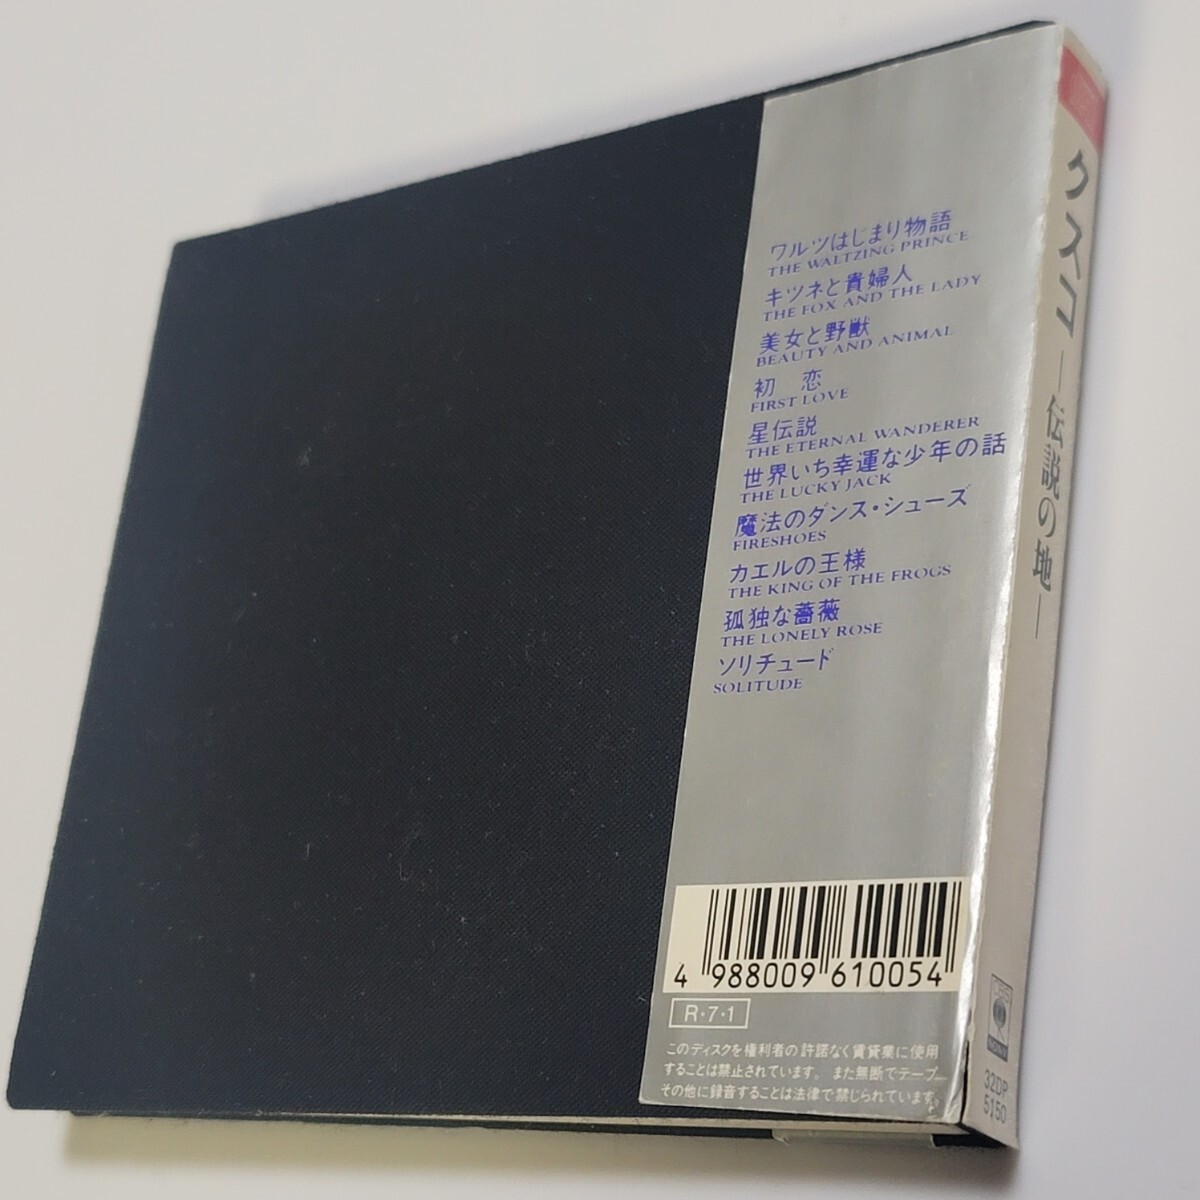 ワルツはじまり物語
THE WALTZING PRINCE
キツネと貴婦人
THE FOX AND THE LADY
美女と野獣
BEAUTY AND ANIMAL
初 恋
FIRST LOVE
星伝説
THE ETERNAL WANDERER
世界いち幸運な少年の話
THE LUCKY JACK
魔法のダンス・シューズ
FIRESHOES
カエルの王様
THE KING OF THE FROGS
孤独な薔薇
THE LONELY ROSE
ソリチュード
SOLITUDE
4 988009 610054
R・7・1
このディスクを権利者の許諾なく賃貸業に使用
することは禁止されています。また無断でテープ
その他に録音することは法律で禁じられています。
クスコ ―伝説の地―
CBS
SONY
32DP
5150